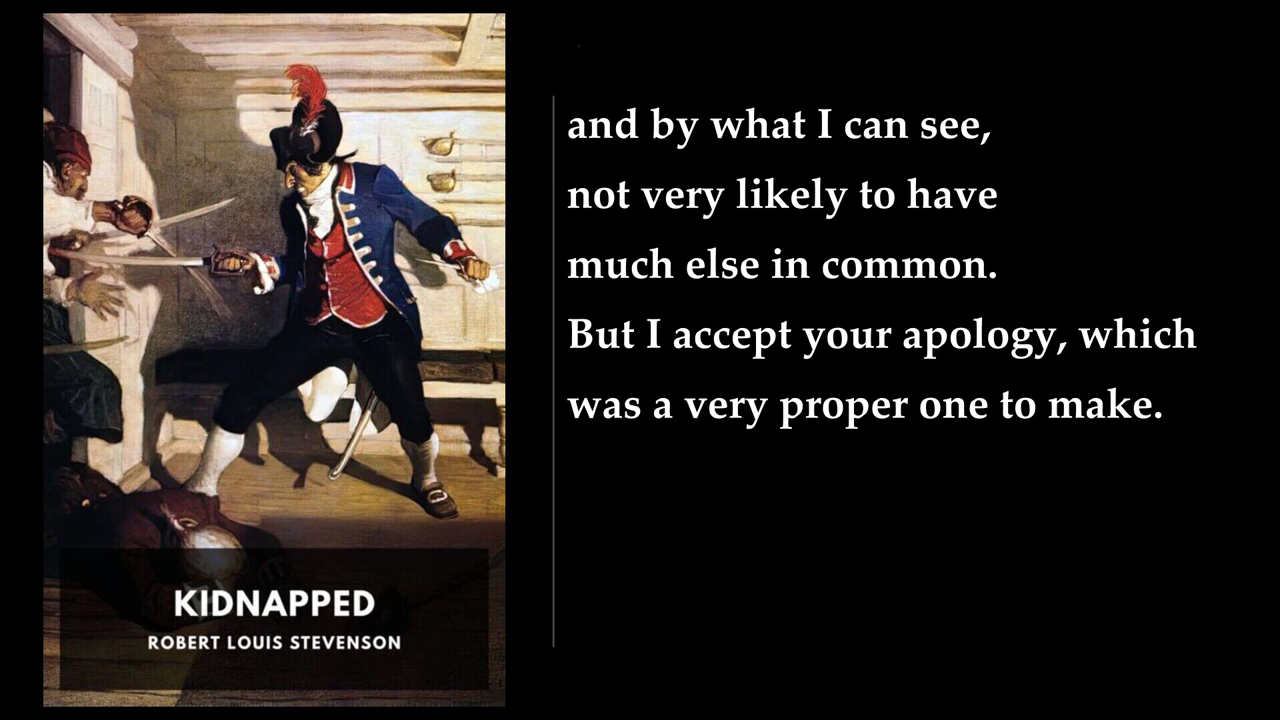 and by what I can see,
not very likely to have
much else in common.
But I accept your apology, which
was a very proper one to make.
KIDNAPPED
ROBERT LOUIS STEVENSON